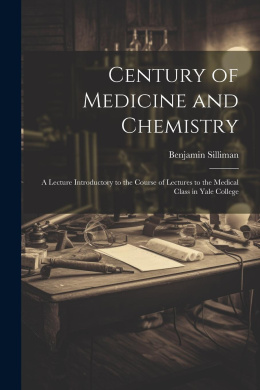 Century of
Medicine and
Chemistry
Benjamin Silliman
A Lecture Introductory to the Course of Lectures to the Medical
Class in Yale College